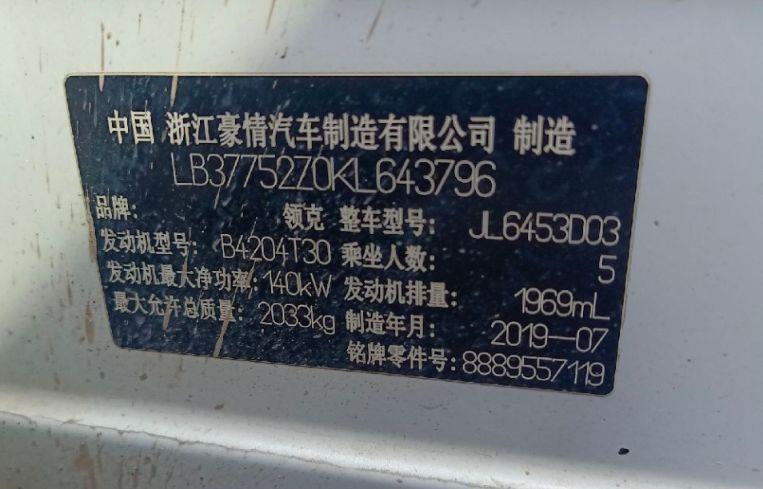 中国 浙江豪情汽车制造有限公司 制造
LB37752Z0KL643796
品牌: 领克 整车型号: JL6453D03
发动机型号: B4204T30 乘坐人数: 5
发动机最大净功率: 140kW 发动机排量: 1969mL
最大允许总质量: 2033kg 制造年月: 2019-07
铭牌零件号: 8889557119